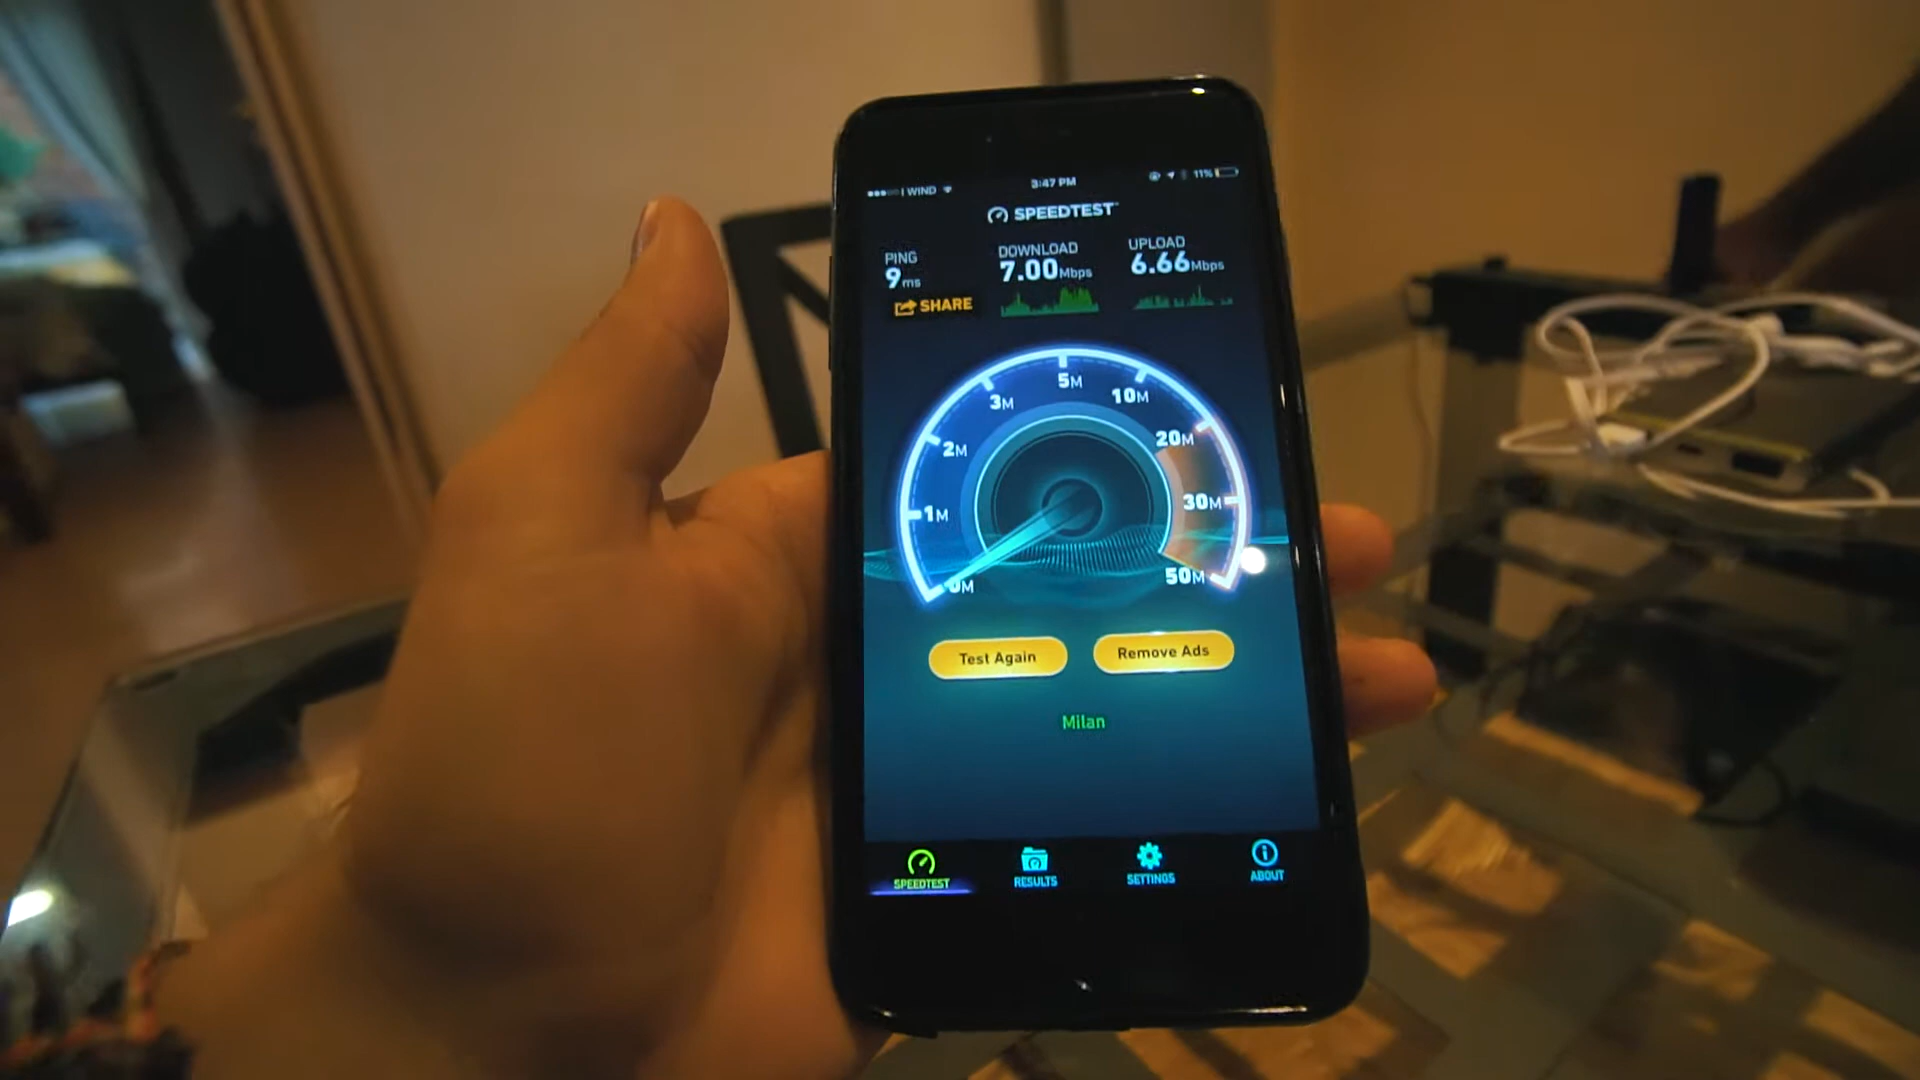 I WIND 3:47 PM 11%
SPEEDTEST
PING DOWNLOAD UPLOAD
9ms 7.00Mbps 6.66Mbps
SHARE
5M
3M 10M
2M 20M
1M 30M
0M 50M
Test Again Remove Ads
Milan
SPEEDTEST RESULTS SETTINGS ABOUT